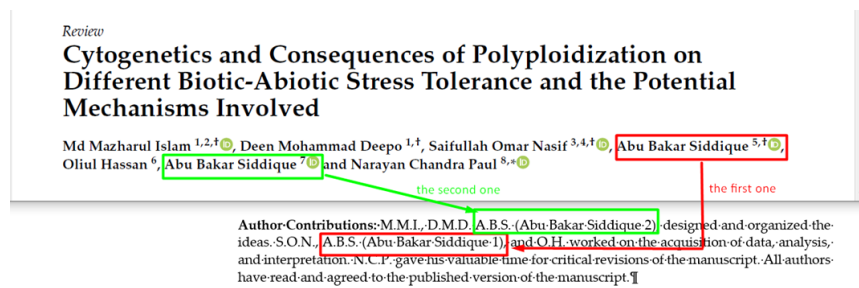 Review
Cytogenetics and Consequences of Polyploidization on
Different Biotic-Abiotic Stress Tolerance and the Potential
Mechanisms Involved
Md Mazharul Islam 1,2,†iD, Deen Mohammad Deepo 1,†, Saifullah Omar Nasif 3,4,†iD, Abu Bakar Siddique 5,†iD,
Oliul Hassan 6, Abu Bakar Siddique 7iD and Narayan Chandra Paul 8,*iD
the second one
the first one
Author·Contributions:·M.M.I.,·D.M.D.·A.B.S.·(Abu·Bakar·Siddique·2)·designed·and·organized·the·
ideas.·S.O.N.,·A.B.S.·(Abu·Bakar·Siddique·1),·and·O.H.·worked·on·the·acquisition·of·data,·analysis,·
and·interpretation.·N.C.P.·gave·his·valuable·time·for·critical·revisions·of·the·manuscript.·All·authors·
have·read·and·agreed·to·the·published·version·of·the·manuscript.¶